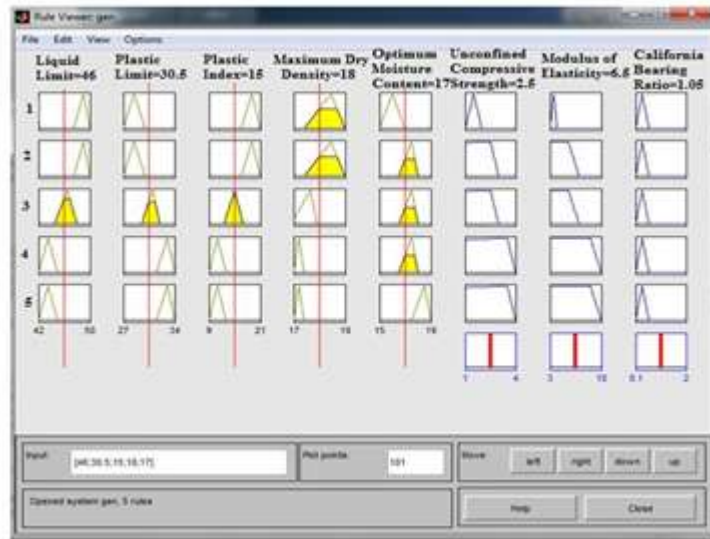 Rule Viewer: gen
File Edit View Options
Liquid Limit=46
Plastic Limit=30.5
Plastic Index=15
Maximum Dry Density=18
Optimum Moisture Content=17
Unconfined Compressive Strength=2.5
Modulus of Elasticity=6.5
California Bearing Ratio=1.05
1
2
3
4
5
42 50
27 34
9 21
17 19
15 19
1 4
3 10
0.1 2
Input:
[46;30.5;15;18;17]
Plot points:
101
Move:
left right down up
Opened system gen, 5 rules
Help Close